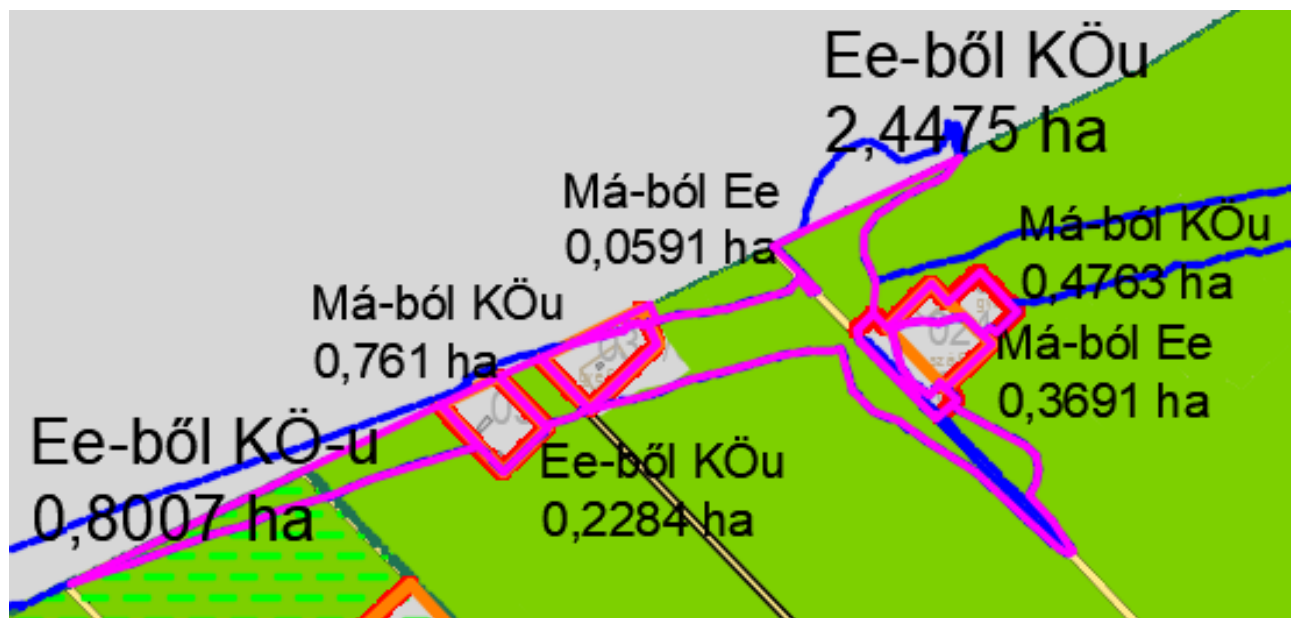 Ee-ből KÖu
2,4475 ha
Má-ból Ee
0,0591 ha
Má-ból KÖu
0,4763 ha
Má-ból KÖu
0,761 ha
Má-ból Ee
0,3691 ha
Ee-ből KÖ-u
0,8007 ha
Ee-ből KÖu
0,2284 ha